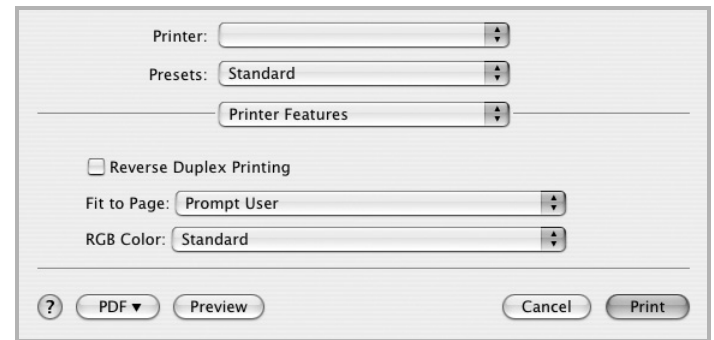 Printer:
Presets: Standard
Printer Features
Reverse Duplex Printing
Fit to Page: Prompt User
RGB Color: Standard
? PDF ▼ Preview Cancel Print